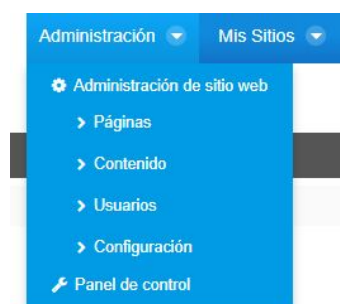 Administración Mis Sitios
Administración de sitio web
Páginas
Contenido
Usuarios
Configuración
Panel de control